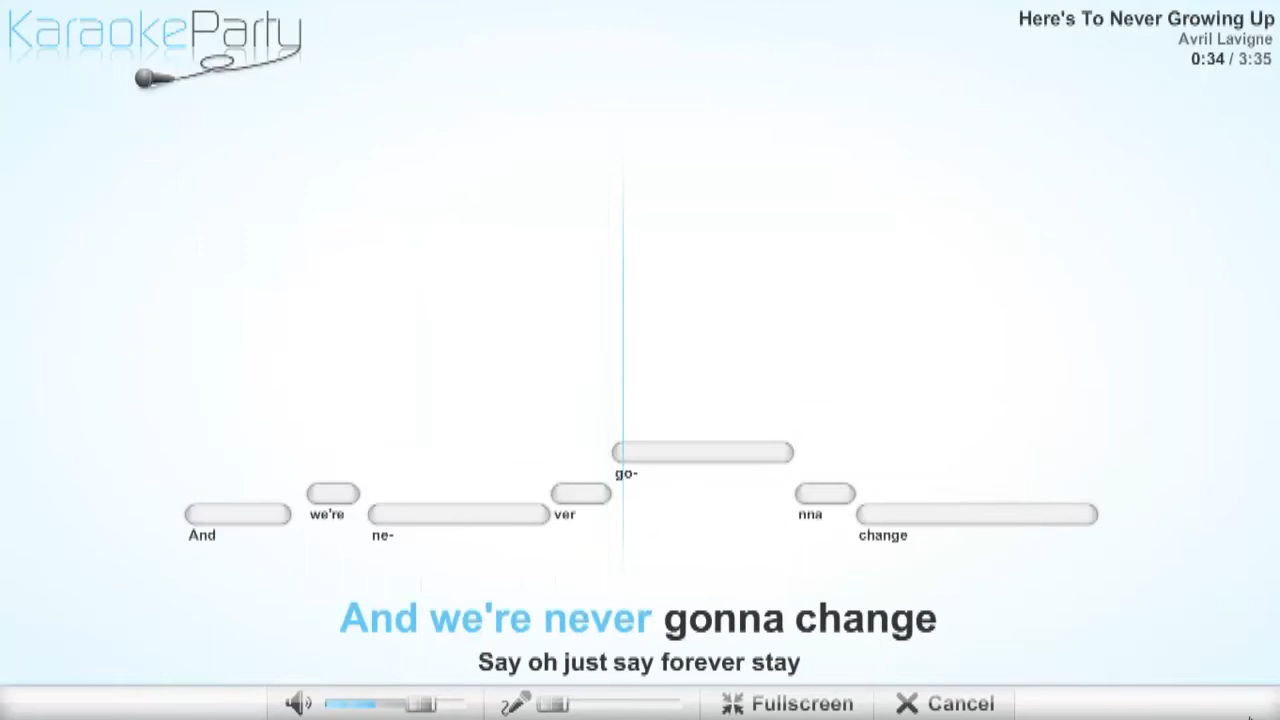 KaraokeParty
Here's To Never Growing Up
Avril Lavigne
0:34 / 3:35
go-
we're
ver
nna
And
ne-
change
And we're never gonna change
Say oh just say forever stay
Fullscreen
Cancel